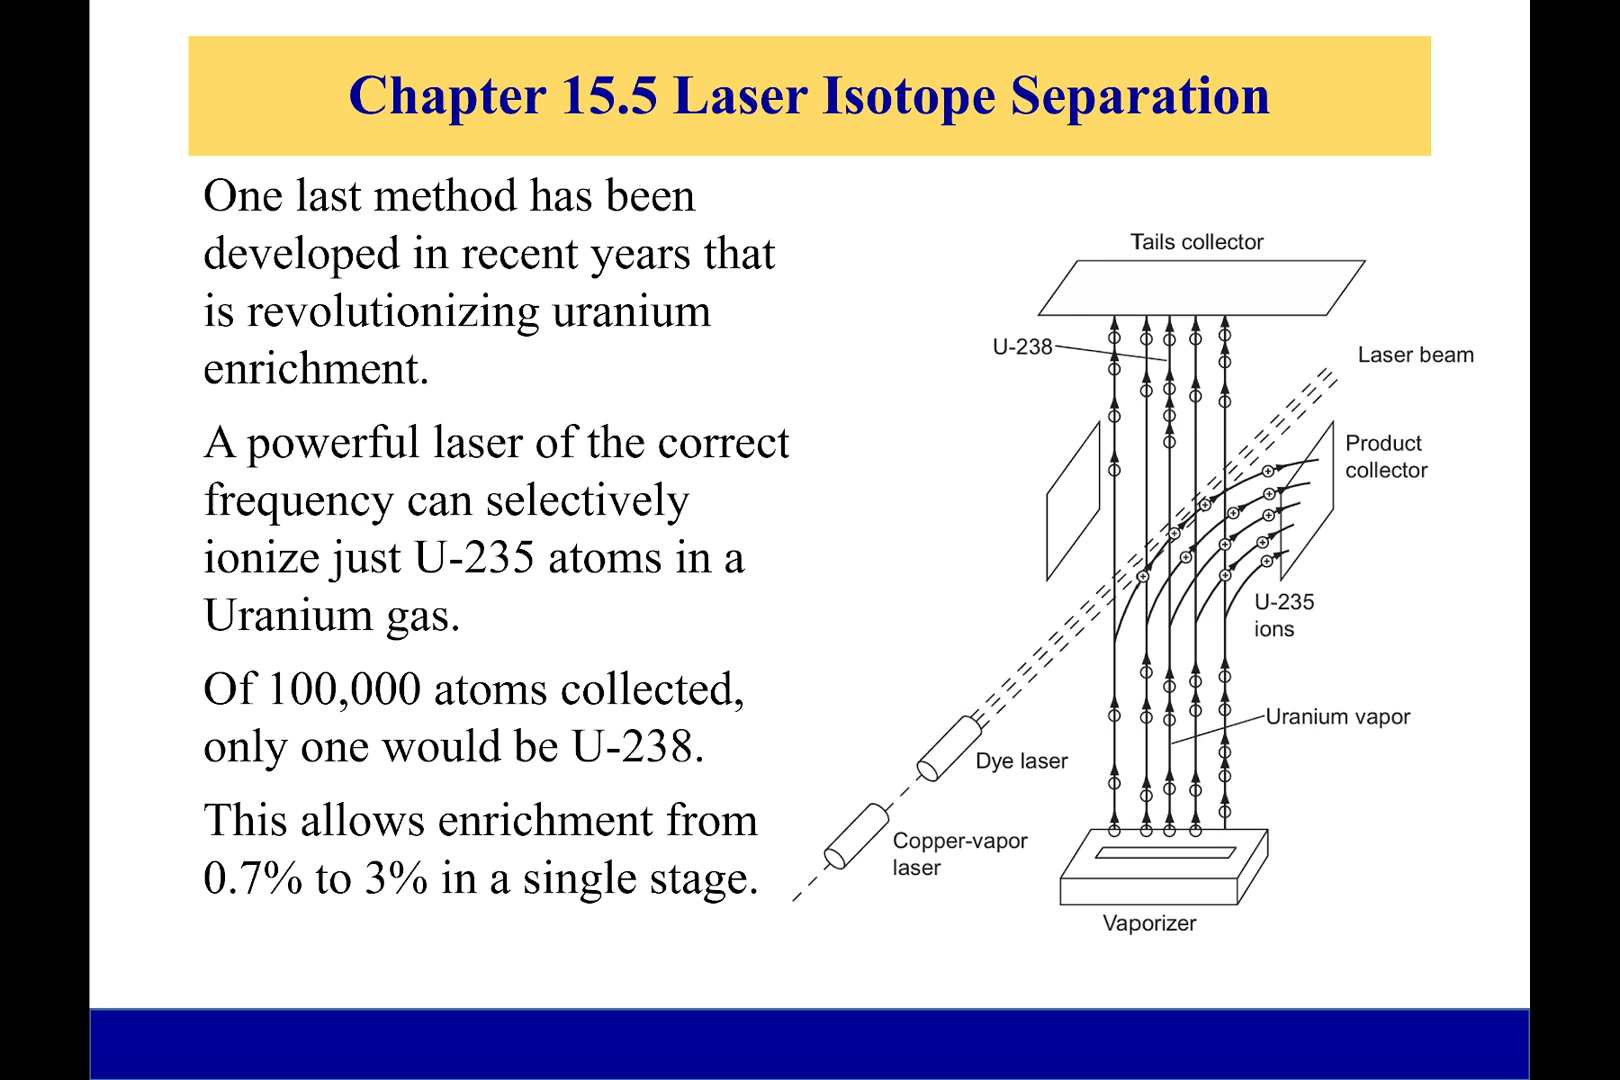 Chapter 15.5 Laser Isotope Separation
One last method has been
developed in recent years that
is revolutionizing uranium
enrichment.
A powerful laser of the correct
frequency can selectively
ionize just U-235 atoms in a
Uranium gas.
Of 100,000 atoms collected,
only one would be U-238.
This allows enrichment from
0.7% to 3% in a single stage.
Tails collector
U-238
Laser beam
Product
collector
U-235
ions
Uranium vapor
Dye laser
Copper-vapor
laser
Vaporizer